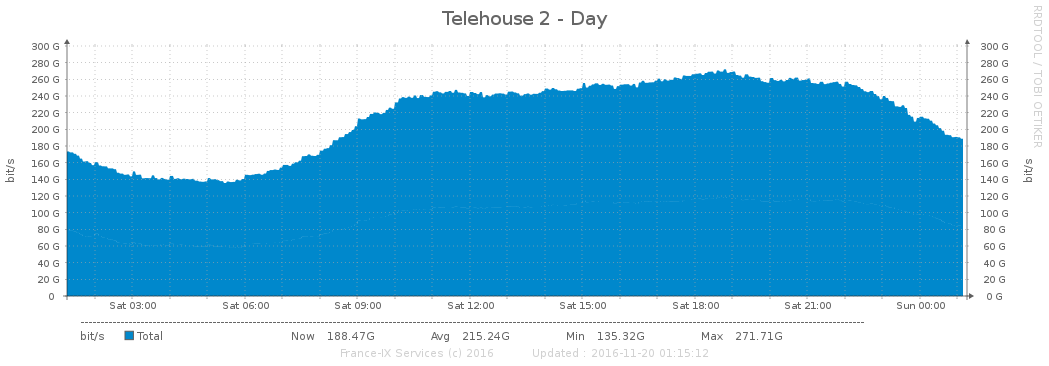 Telehouse 2 - Day
RRDTOOL / TOBI OETIKER
bit/s
300 G 300 G
280 G 280 G
260 G 260 G
240 G 240 G
220 G 220 G
200 G 200 G
180 G 180 G
160 G 160 G
140 G 140 G
120 G 120 G
100 G 100 G
80 G 80 G
60 G 60 G
40 G 40 G
20 G 20 G
0 0 G
bit/s
Sat 03:00 Sat 06:00 Sat 09:00 Sat 12:00 Sat 15:00 Sat 18:00 Sat 21:00 Sun 00:00
bit/s Total Now 188.47G Avg 215.24G Min 135.32G Max 271.71G
France-IX Services (c) 2016 Updated : 2016-11-20 01:15:12